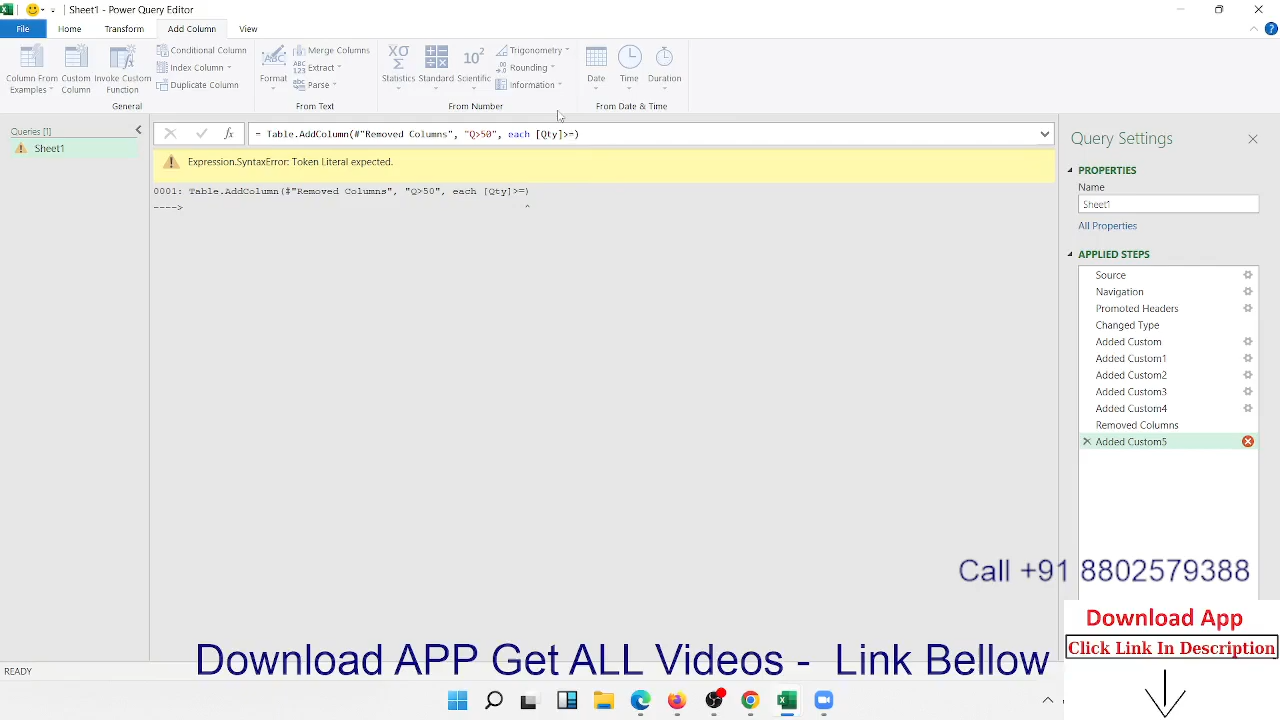 Sheet1 - Power Query Editor
File
Home
Transform
Add Column
View
Column From Examples
Custom Column
Invoke Custom Function
Conditional Column
Index Column
Duplicate Column
General
Format
Merge Columns
Extract
Parse
From Text
Statistics
Standard
Scientific
Trigonometry
Rounding
Information
From Number
Date
Time
Duration
From Date & Time
Queries [1]
Sheet1
= Table.AddColumn(#"Removed Columns", "Q>50", each [Qty]>=)
Expression.SyntaxError: Token Literal expected.
0001: Table.AddColumn(#"Removed Columns", "Q>50", each [Qty]>=)
----> ^
Query Settings
PROPERTIES
Name
Sheet1
All Properties
APPLIED STEPS
Source
Navigation
Promoted Headers
Changed Type
Added Custom
Added Custom1
Added Custom2
Added Custom3
Added Custom4
Removed Columns
Added Custom5
Call +91 8802579388
Download App
Click Link In Description
Download APP Get ALL Videos - Link Bellow
READY